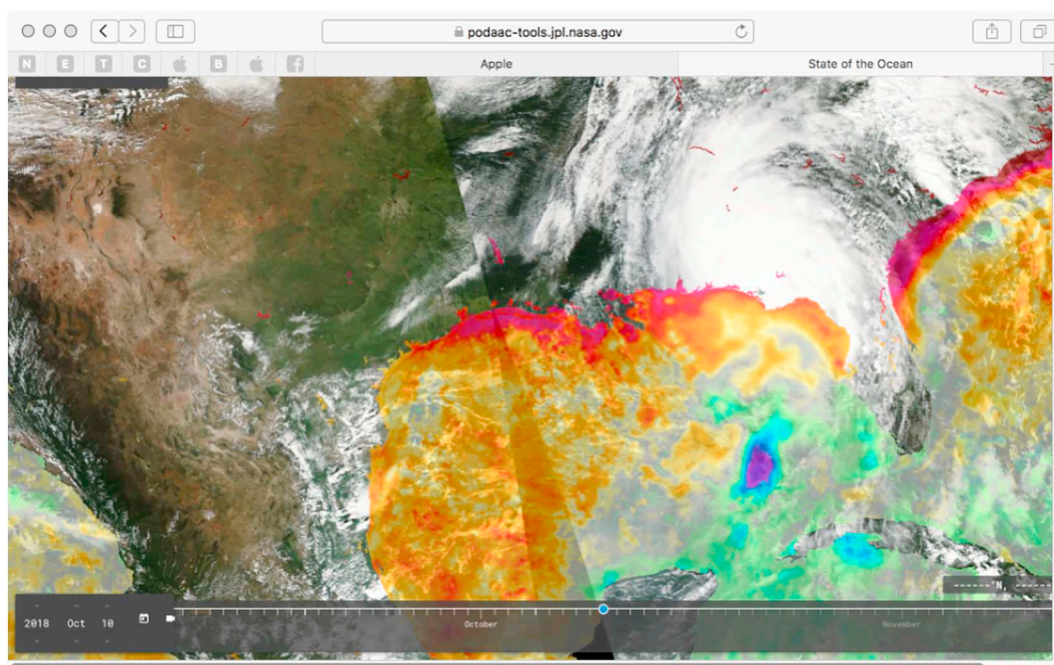 podaac-tools.jpl.nasa.gov
N E T C B f
Apple State of the Ocean
°N,
2018 Oct 10
October November